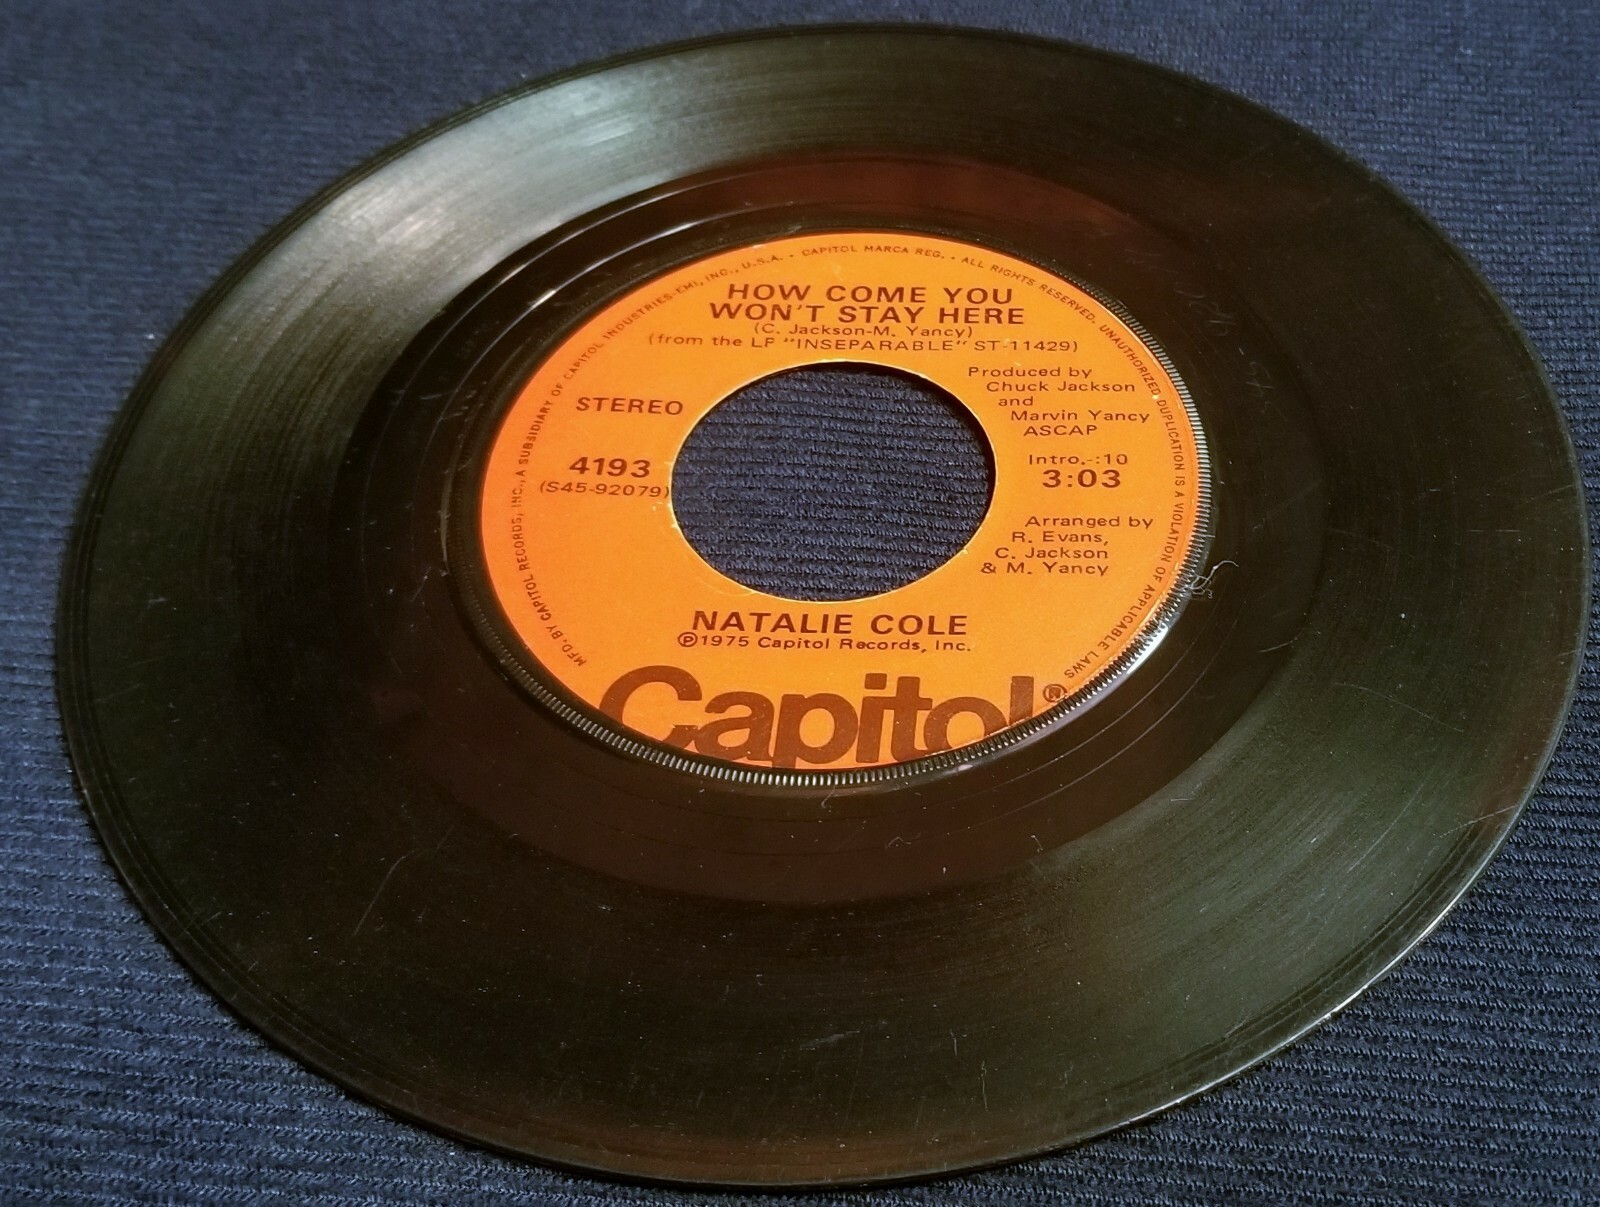 MFD. BY CAPITOL RECORDS, INC., A SUBSIDIARY OF CAPITOL INDUSTRIES-EMI, INC., U.S.A. • CAPITOL MARCA REG. • ALL RIGHTS RESERVED. UNAUTHORIZED DUPLICATION IS A VIOLATION OF APPLICABLE LAWS
HOW COME YOU
WON'T STAY HERE
(C. Jackson-M. Yancy)
(from the LP "INSEPARABLE" ST-11429)
STEREO
4193
(S45-92079)
Produced by
Chuck Jackson
and
Marvin Yancy
ASCAP
Intro.-:10
3:03
Arranged by
R. Evans,
C. Jackson
& M. Yancy
NATALIE COLE
℗1975 Capitol Records, Inc.
Capitol®